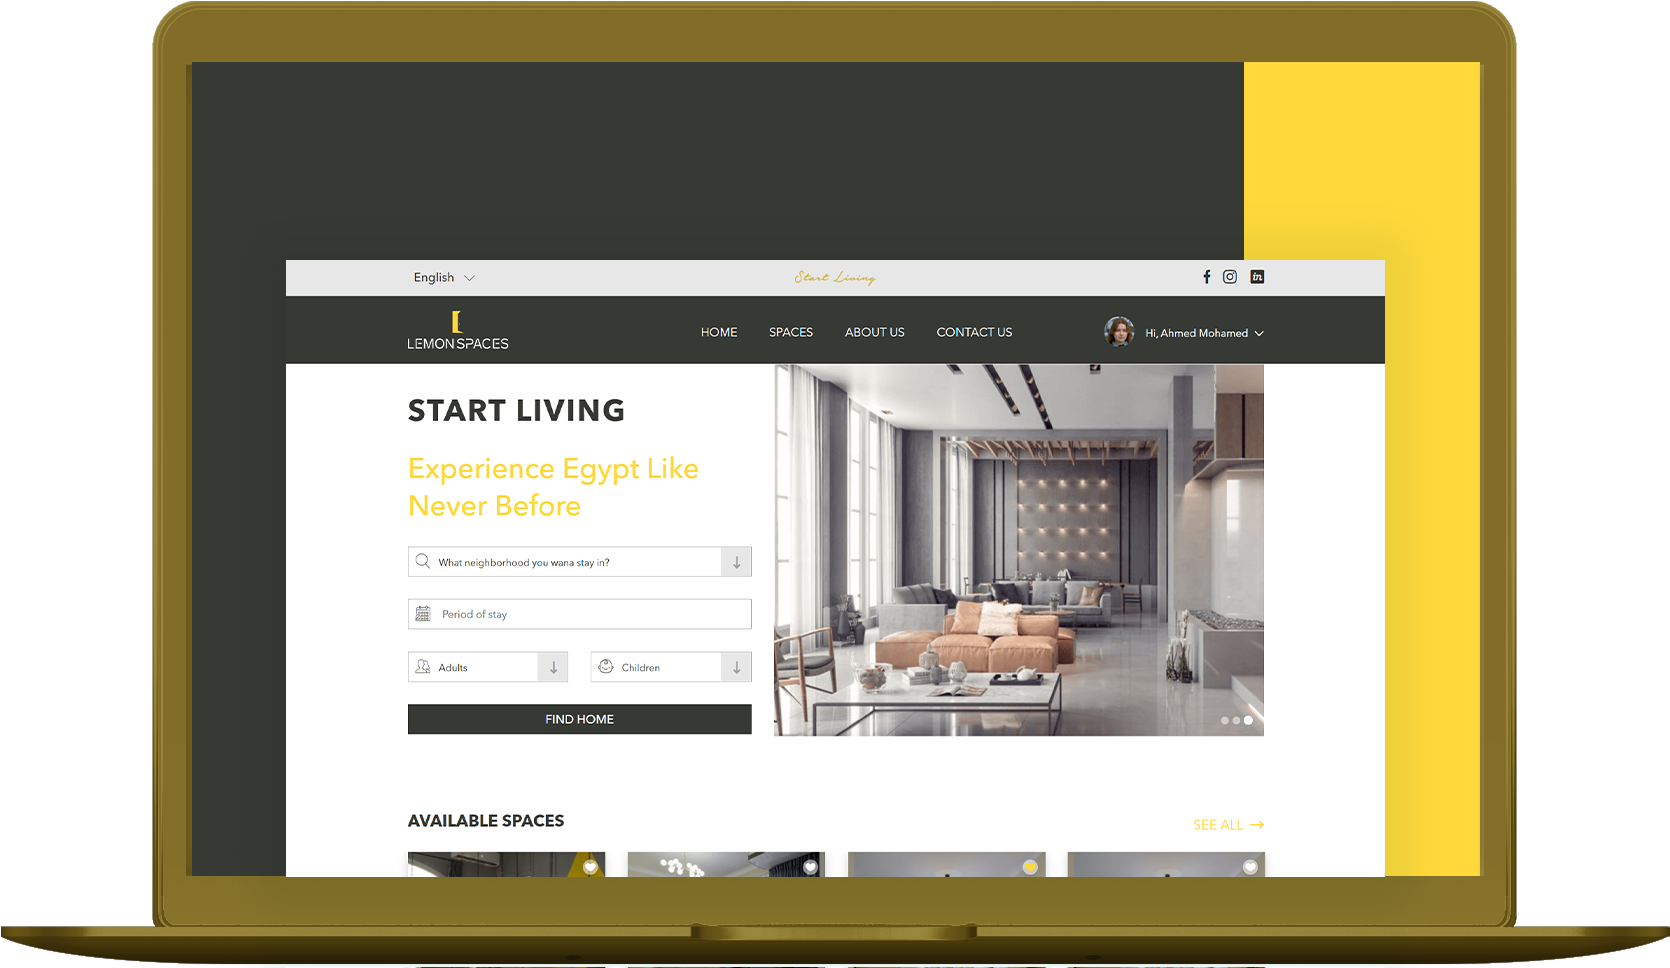 English
Start Living
f
in
LEMON SPACES
HOME
SPACES
ABOUT US
CONTACT US
Hi, Ahmed Mohamed
START LIVING
Experience Egypt Like
Never Before
What neighborhood you wana stay in?
Period of stay
Adults
Children
FIND HOME
AVAILABLE SPACES
SEE ALL